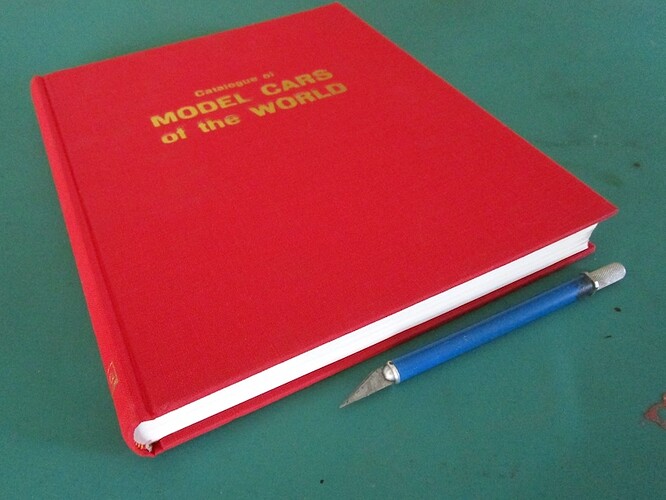 Catalogue of
MODEL CARS
of the WORLD